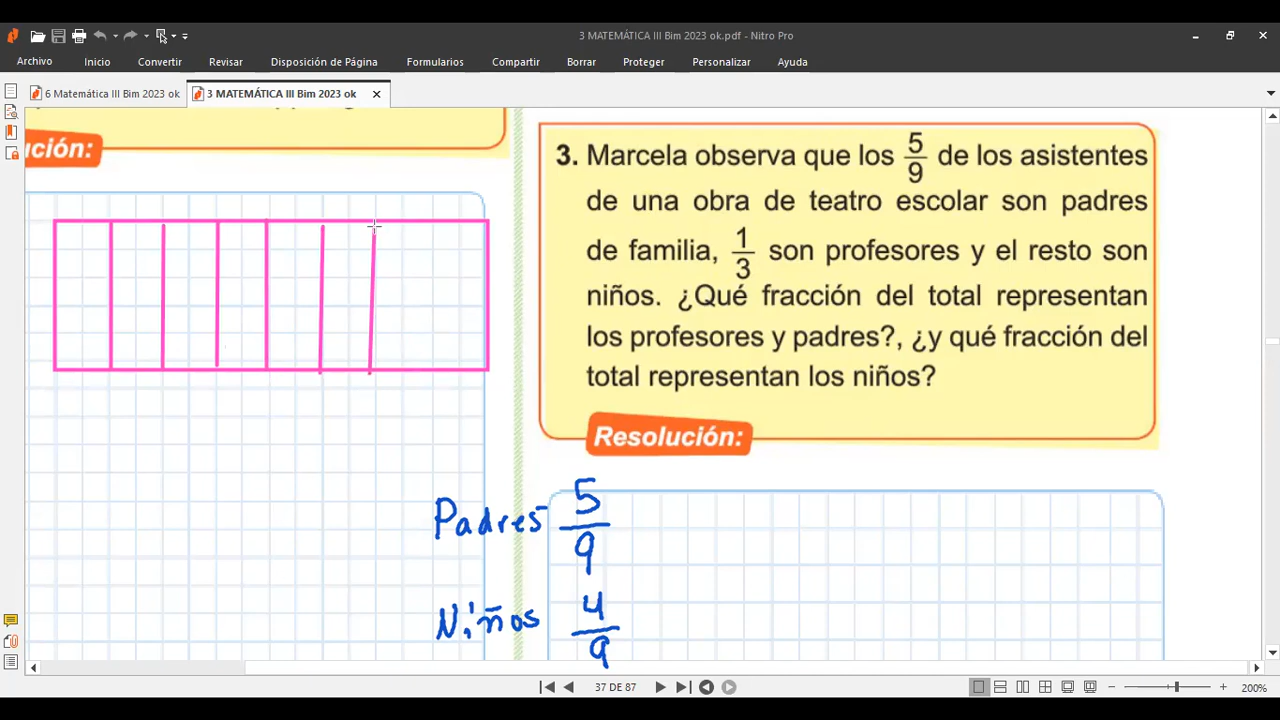 3 MATEMÁTICA III Bim 2023 ok.pdf - Nitro Pro
Archivo Inicio Convertir Revisar Disposición de Página Formularios Compartir Borrar Proteger Personalizar Ayuda
6 Matemática III Bim 2023 ok 3 MATEMÁTICA III Bim 2023 ok
ución:
3. Marcela observa que los 5/9 de los asistentes
de una obra de teatro escolar son padres
de familia, 1/3 son profesores y el resto son
niños. ¿Qué fracción del total representan
los profesores y padres?, ¿y qué fracción del
total representan los niños?
Resolución:
Padres 5/9
Niños 4/9
37 DE 87
200%